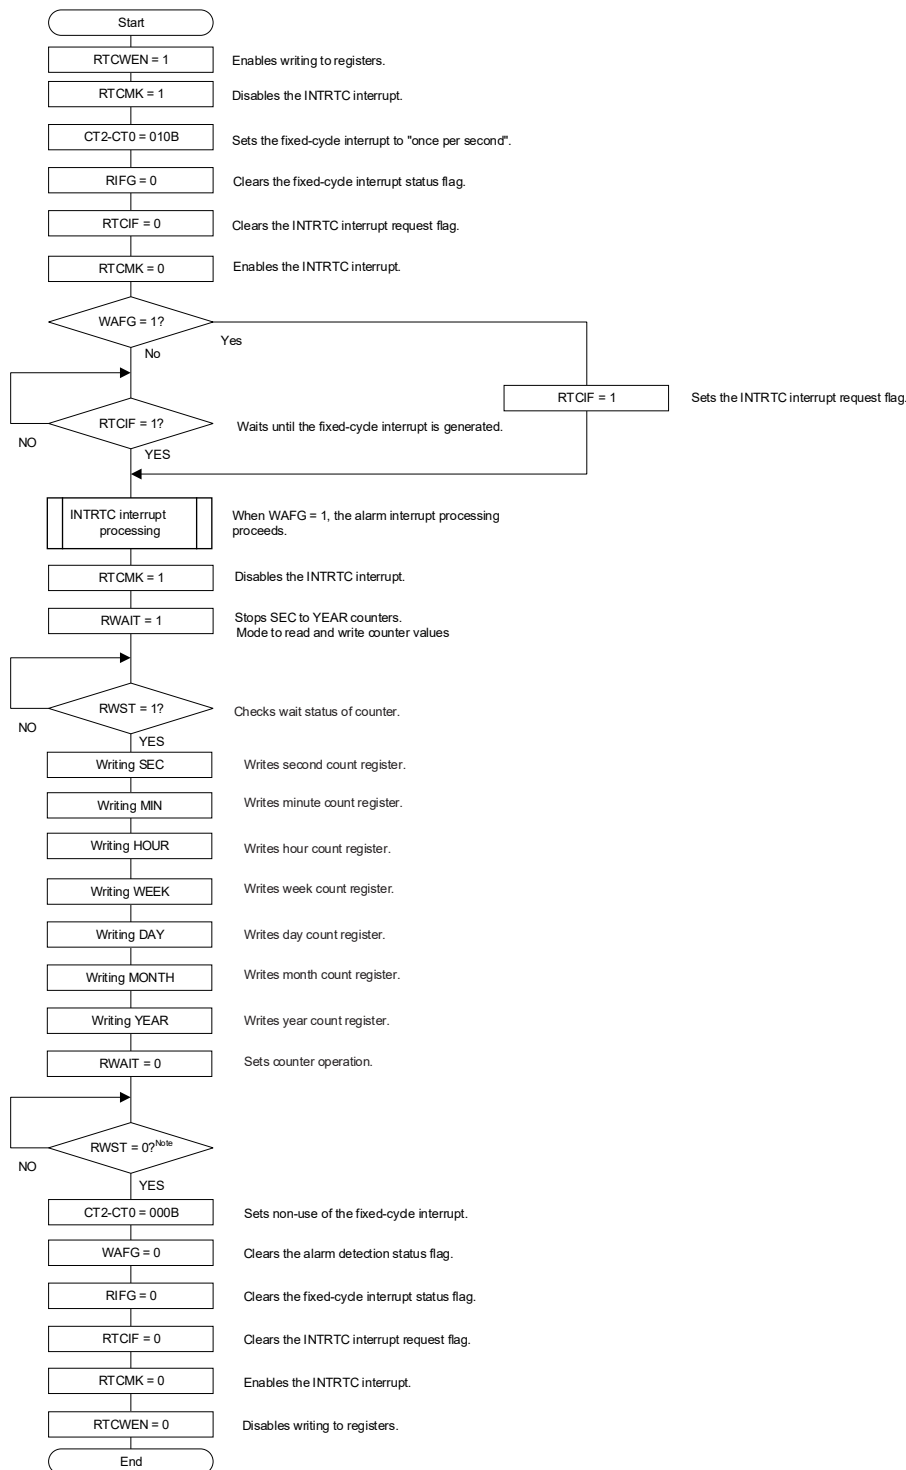 Start
RTCWEN = 1
Enables writing to registers.
RTCMK = 1
Disables the INTRTC interrupt.
CT2-CT0 = 010B
Sets the fixed-cycle interrupt to "once per second".
RIFG = 0
Clears the fixed-cycle interrupt status flag.
RTCIF = 0
Clears the INTRTC interrupt request flag.
RTCMK = 0
Enables the INTRTC interrupt.
WAFG = 1?
Yes
No
RTCIF = 1
Sets the INTRTC interrupt request flag.
RTCIF = 1?
Waits until the fixed-cycle interrupt is generated.
NO
YES
INTRTC interrupt
processing
When WAFG = 1, the alarm interrupt processing
proceeds.
RTCMK = 1
Disables the INTRTC interrupt.
RWAIT = 1
Stops SEC to YEAR counters.
Mode to read and write counter values
RWST = 1?
Checks wait status of counter.
NO
YES
Writing SEC
Writes second count register.
Writing MIN
Writes minute count register.
Writing HOUR
Writes hour count register.
Writing WEEK
Writes week count register.
Writing DAY
Writes day count register.
Writing MONTH
Writes month count register.
Writing YEAR
Writes year count register.
RWAIT = 0
Sets counter operation.
RWST = 0?Note
NO
YES
CT2-CT0 = 000B
Sets non-use of the fixed-cycle interrupt.
WAFG = 0
Clears the alarm detection status flag.
RIFG = 0
Clears the fixed-cycle interrupt status flag.
RTCIF = 0
Clears the INTRTC interrupt request flag.
RTCMK = 0
Enables the INTRTC interrupt.
RTCWEN = 0
Disables writing to registers.
End